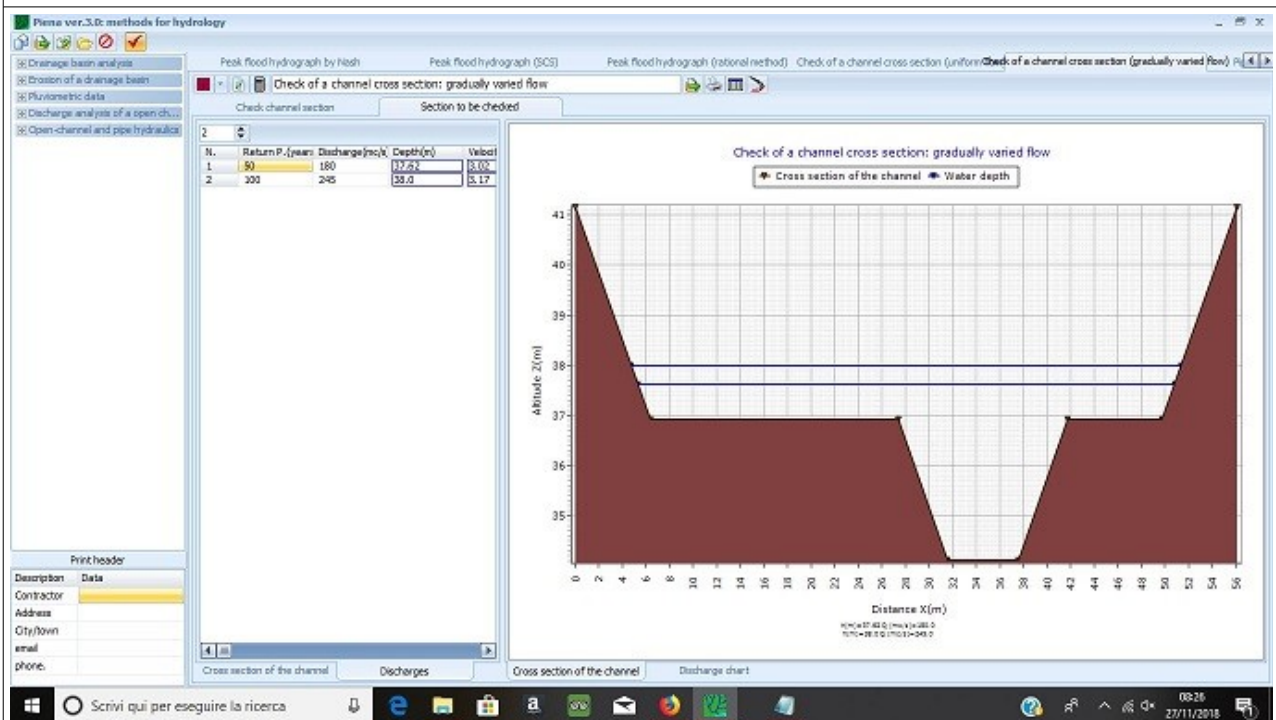 Piena ver.3.0: methods for hydrology
Drainage basin analysis
Erosion of a drainage basin
Pluviometric data
Discharge analysis of a open ch...
Open-channel and pipe hydraulics
Peak flood hydrograph by Nash Peak flood hydrograph (SCS) Peak flood hydrograph (rational method) Check of a channel cross section (uniform Check of a channel cross section (gradually varied flow)
Check of a channel cross section: gradually varied flow
Check channel section Section to be checked
2
N. Return P.(years Discharge(mc/s) Depth(m) Velocit
1 50 180 37.62 3.02
2 100 245 38.0 3.17
Check of a channel cross section: gradually varied flow
Cross section of the channel Water depth
Altitude Z(m)
41
40
39
38
37
36
35
0 2 4 6 8 10 12 14 16 18 20 22 24 26 28 30 32 34 36 38 40 42 44 46 48 50 52 54 56
Distance X(m)
Print header
Description Data
Contractor
Address
City/town
email
phone.
Cross section of the channel Discharges
Cross section of the channel Discharge chart
Scrivi qui per eseguire la ricerca
08:26
27/11/2018